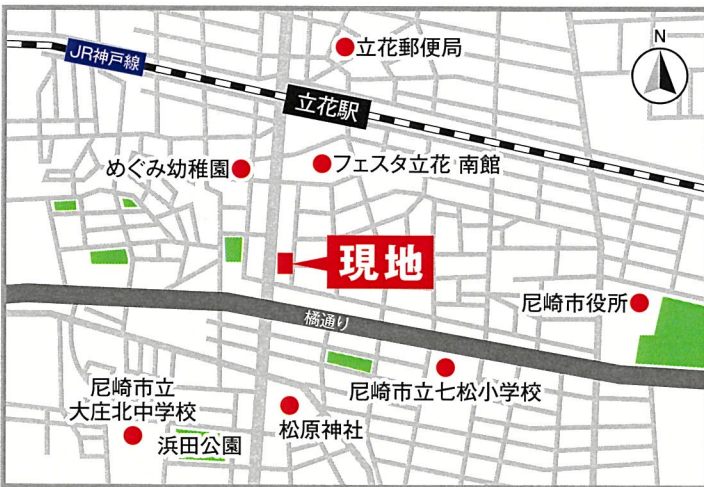 立花郵便局
N
JR神戸線
立花駅
めぐみ幼稚園
フェスタ立花 南館
現地
尼崎市役所
橘通り
尼崎市立
大庄北中学校
尼崎市立七松小学校
松原神社
浜田公園